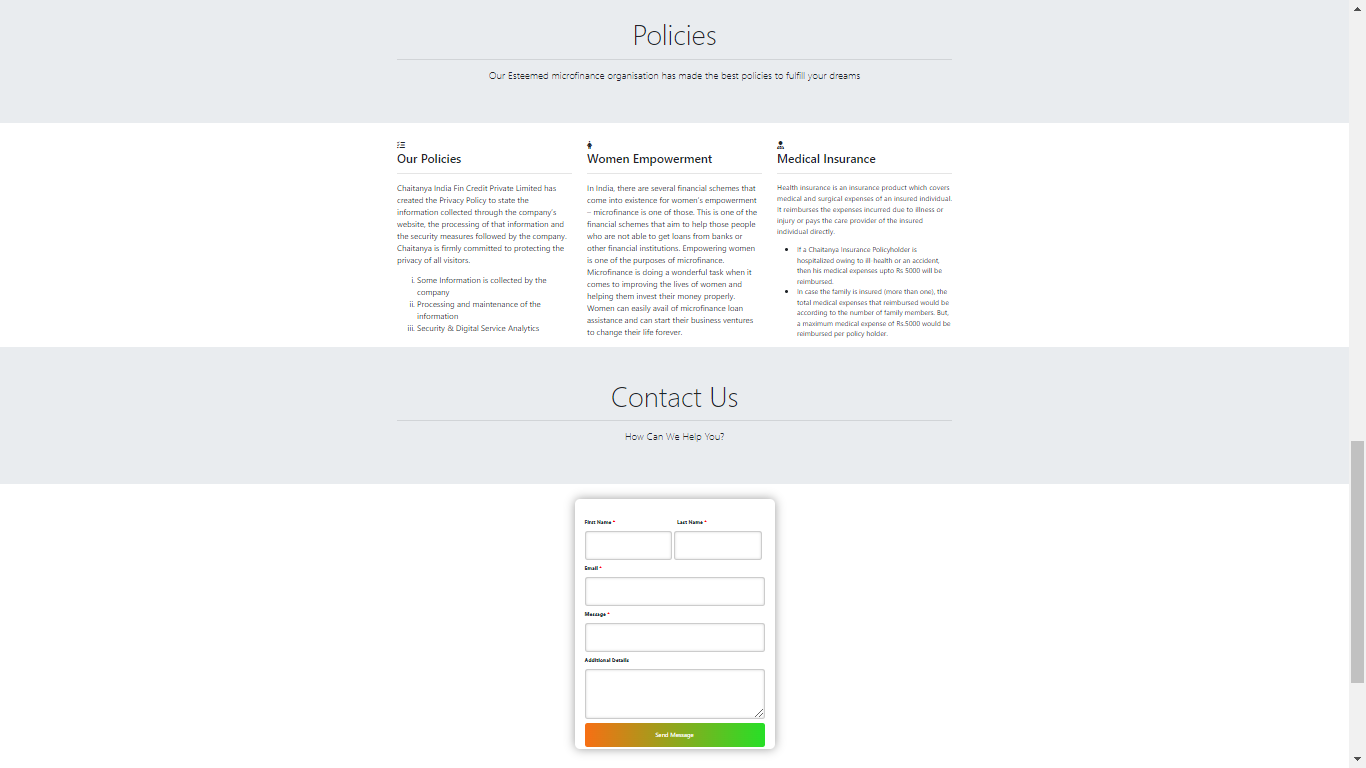 Policies
Our Esteemed microfinance organisation has made the best policies to fulfill your dreams
Our Policies
Chaitanya India Fin Credit Private Limited has
created the Privacy Policy to state the
information collected through the company's
website, the processing of that information and
the security measures followed by the company.
Chaitanya is firmly committed to protecting the
privacy of all visitors.
i. Some Information is collected by the
company
ii. Processing and maintenance of the
information
iii. Security & Digital Service Analytics
Women Empowerment
In India, there are several financial schemes that
come into existence for women's empowerment
– microfinance is one of those. This is one of the
financial schemes that aim to help those people
who are not able to get loans from banks or
other financial institutions. Empowering women
is one of the purposes of microfinance.
Microfinance is doing a wonderful task when it
comes to improving the lives of women and
helping them invest their money properly.
Women can easily avail of microfinance loan
assistance and can start their business ventures
to change their life forever.
Medical Insurance
Health insurance is an insurance product which covers
medical and surgical expenses of an insured individual.
It reimburses the expenses incurred due to illness or
injury or pays the care provider of the insured
individual directly.
• If a Chaitanya Insurance Policyholder is
hospitalized owing to ill-health or an accident,
then his medical expenses upto Rs 5000 will be
reimbursed.
• In case the family is insured (more than one), the
total medical expenses that reimbursed would be
according to the number of family members. But,
a maximum medical expense of Rs.5000 would be
reimbursed per policy holder.
Contact Us
How Can We Help You?
First Name *
Last Name *
Email *
Message *
Additional Details
Send Message